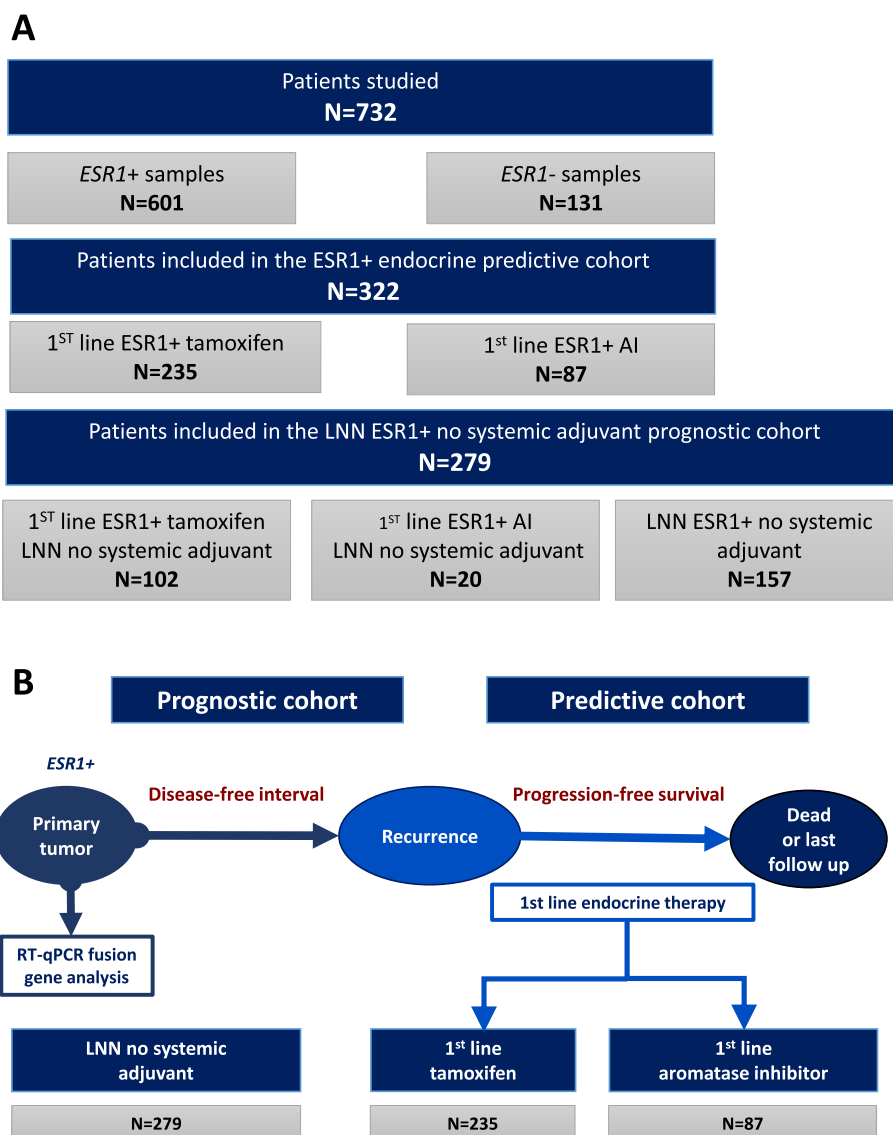 A
Patients studied
N=732
ESR1+ samples
N=601
ESR1- samples
N=131
Patients included in the ESR1+ endocrine predictive cohort
N=322
1ST line ESR1+ tamoxifen
N=235
1st line ESR1+ AI
N=87
Patients included in the LNN ESR1+ no systemic adjuvant prognostic cohort
N=279
1ST line ESR1+ tamoxifen
LNN no systemic adjuvant
N=102
1ST line ESR1+ AI
LNN no systemic adjuvant
N=20
LNN ESR1+ no systemic
adjuvant
N=157
B
Prognostic cohort
Predictive cohort
ESR1+
Primary
tumor
Disease-free interval
Recurrence
Progression-free survival
Dead
or last
follow up
1st line endocrine therapy
RT-qPCR fusion
gene analysis
LNN no systemic
adjuvant
N=279
1st line
tamoxifen
N=235
1st line
aromatase inhibitor
N=87